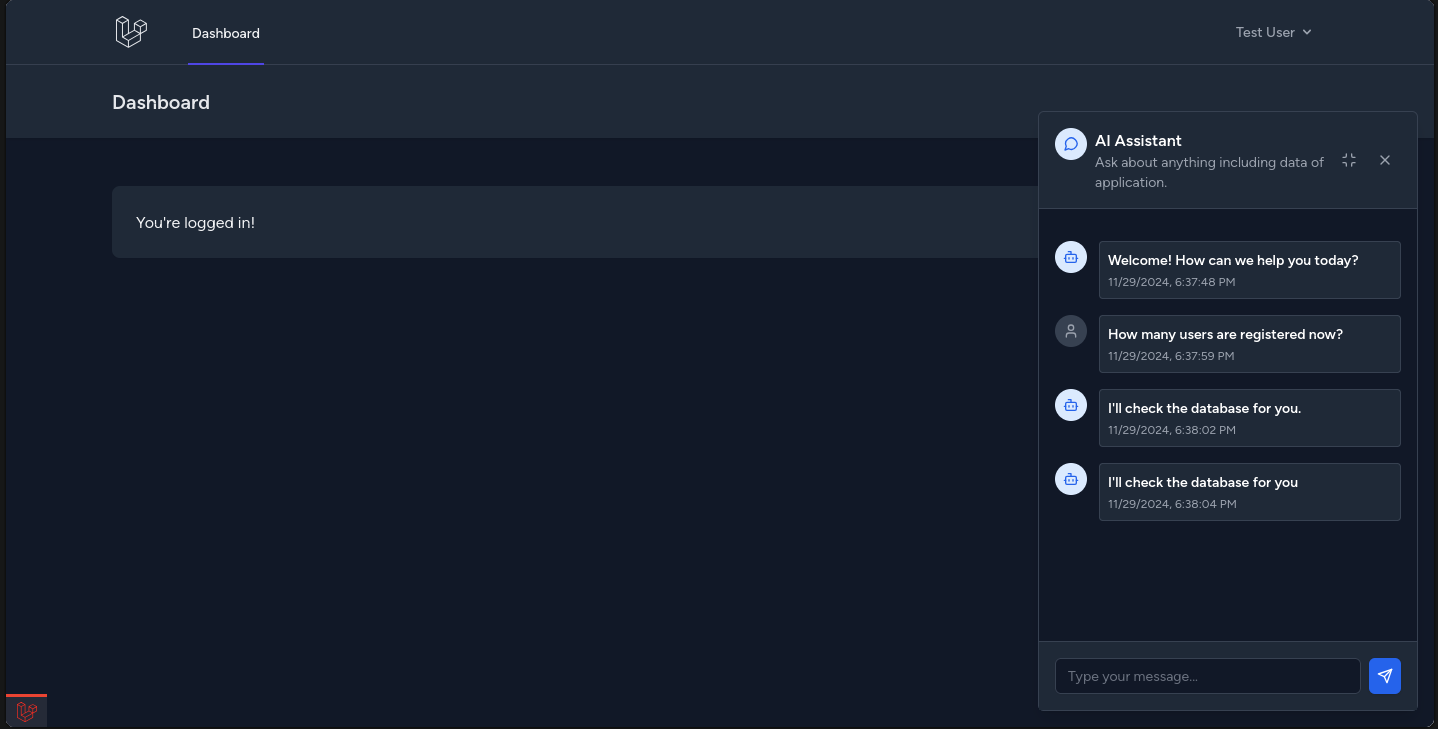 Dashboard
Test User
Dashboard
You're logged in!
AI Assistant
Ask about anything including data of
application.
Welcome! How can we help you today?
11/29/2024, 6:37:48 PM
How many users are registered now?
11/29/2024, 6:37:59 PM
I'll check the database for you.
11/29/2024, 6:38:02 PM
I'll check the database for you
11/29/2024, 6:38:04 PM
Type your message...